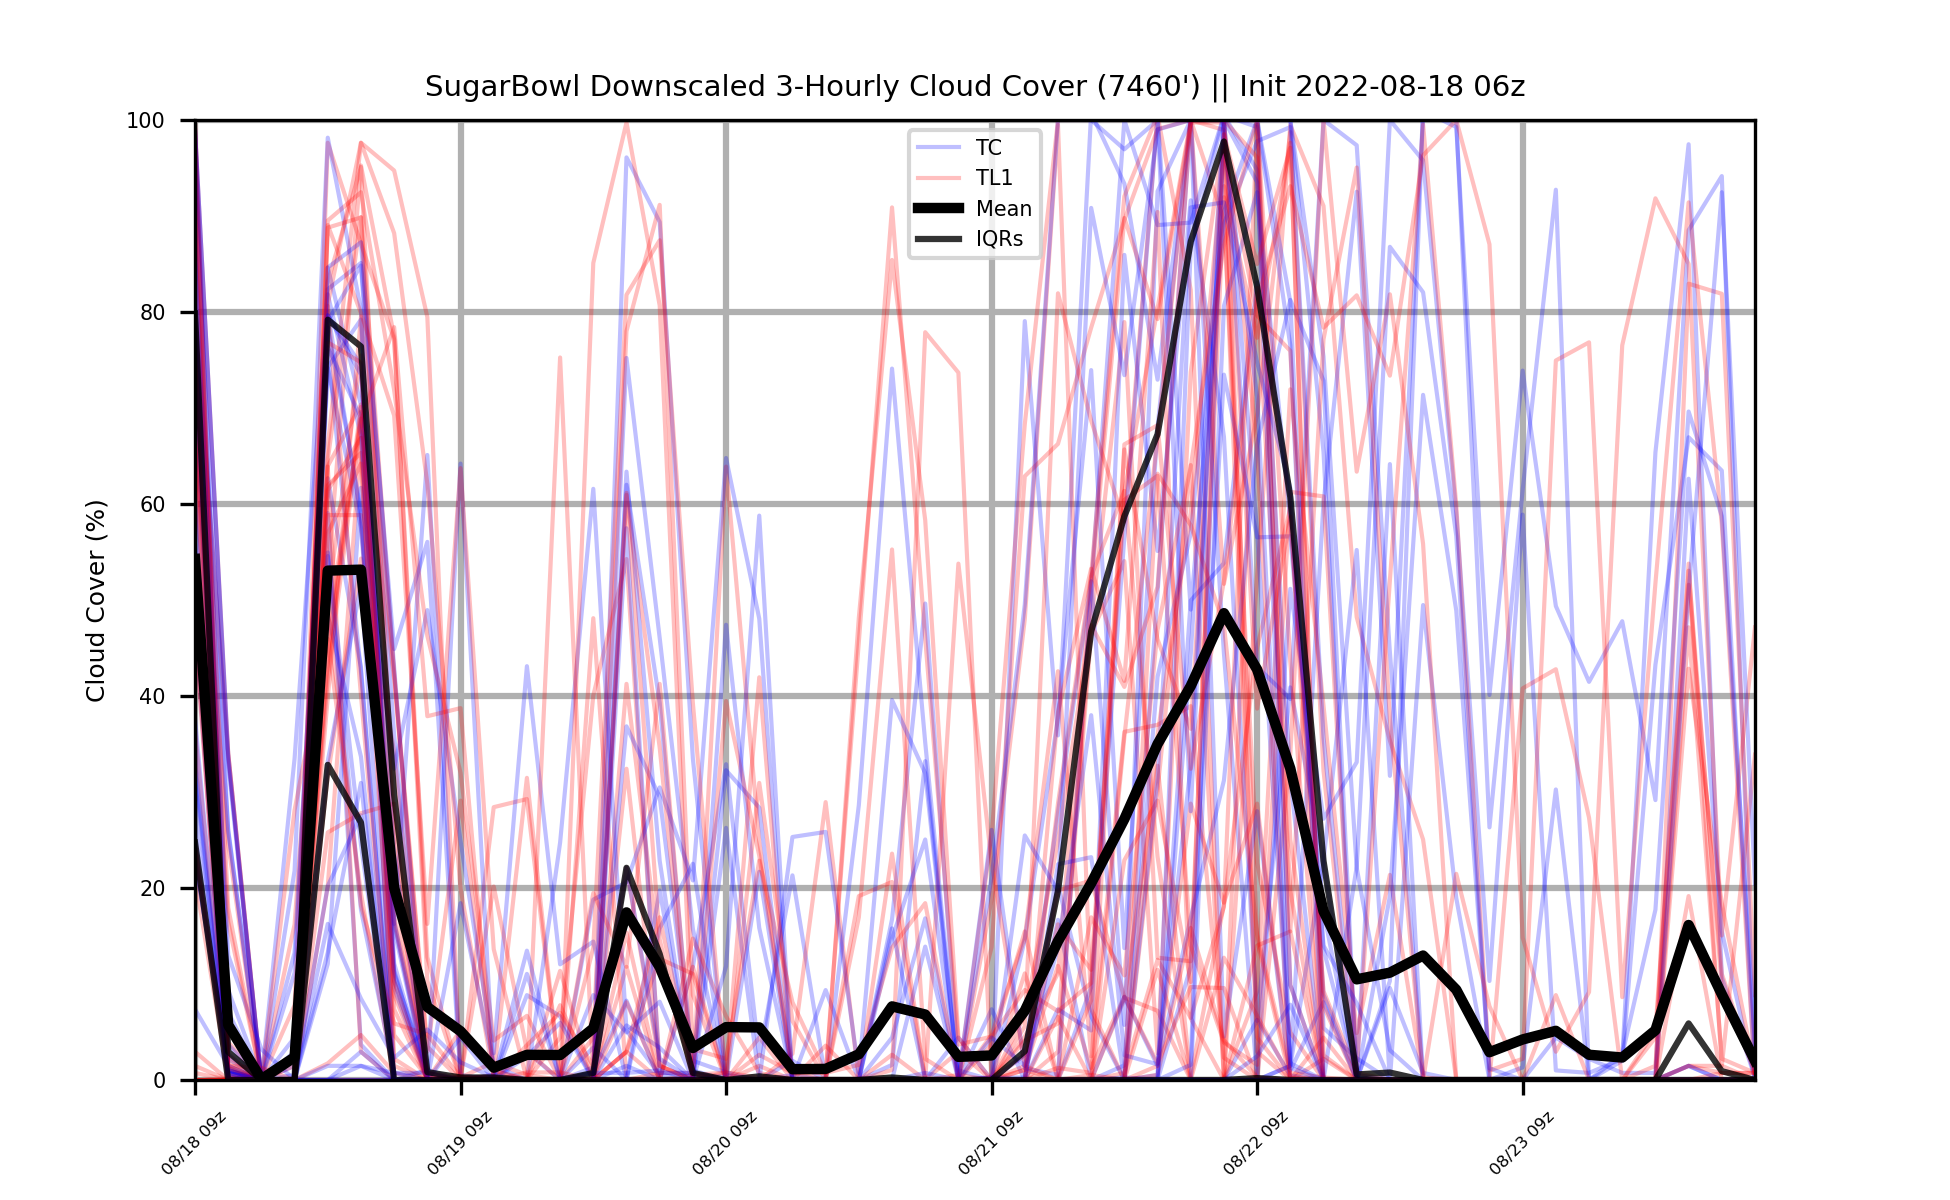 SugarBowl Downscaled 3-Hourly Cloud Cover (7460') || Init 2022-08-18 06z
Cloud Cover (%)
100
80
60
40
20
0
TC
TL1
Mean
IQRs
08/18 09z
08/19 09z
08/20 09z
08/21 09z
08/22 09z
08/23 09z